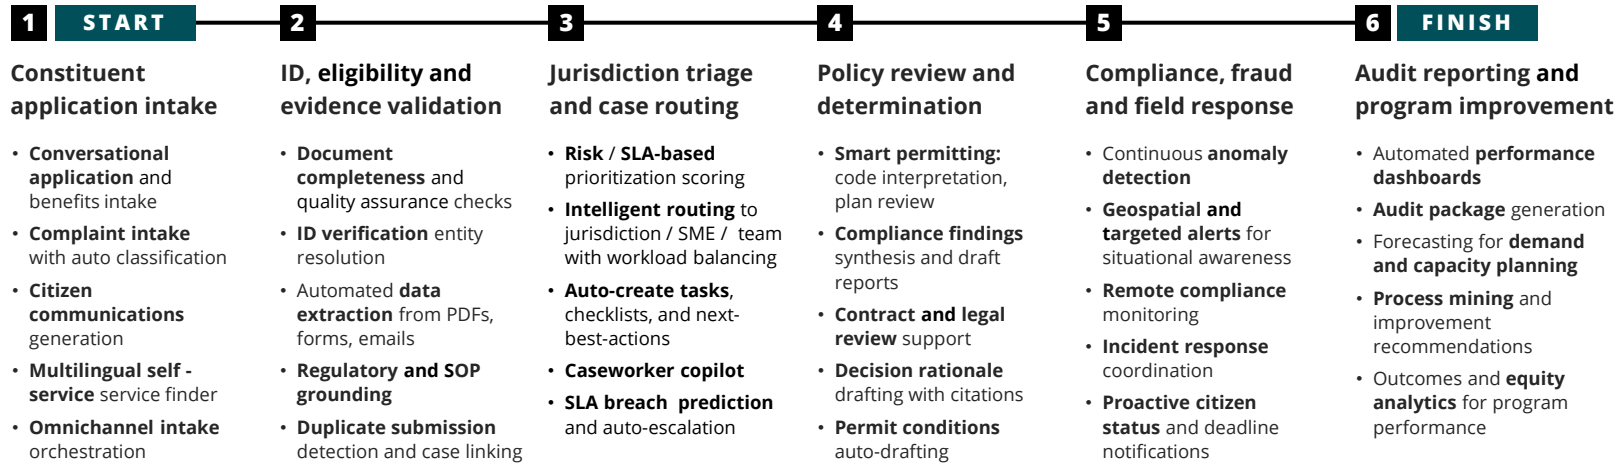 1 START
Constituent
application intake
• Conversational
application and
benefits intake
• Complaint intake
with auto classification
• Citizen
communications
generation
• Multilingual self -
service service finder
• Omnichannel intake
orchestration
2
ID, eligibility and
evidence validation
• Document
completeness and
quality assurance checks
• ID verification entity
resolution
• Automated data
extraction from PDFs,
forms, emails
• Regulatory and SOP
grounding
• Duplicate submission
detection and case linking
3
Jurisdiction triage
and case routing
• Risk / SLA-based
prioritization scoring
• Intelligent routing to
jurisdiction / SME / team
with workload balancing
• Auto-create tasks,
checklists, and next-
best-actions
• Caseworker copilot
• SLA breach prediction
and auto-escalation
4
Policy review and
determination
• Smart permitting:
code interpretation,
plan review
• Compliance findings
synthesis and draft
reports
• Contract and legal
review support
• Decision rationale
drafting with citations
• Permit conditions
auto-drafting
5
Compliance, fraud
and field response
• Continuous anomaly
detection
• Geospatial and
targeted alerts for
situational awareness
• Remote compliance
monitoring
• Incident response
coordination
• Proactive citizen
status and deadline
notifications
6 FINISH
Audit reporting and
program improvement
• Automated performance
dashboards
• Audit package generation
• Forecasting for demand
and capacity planning
• Process mining and
improvement
recommendations
• Outcomes and equity
analytics for program
performance